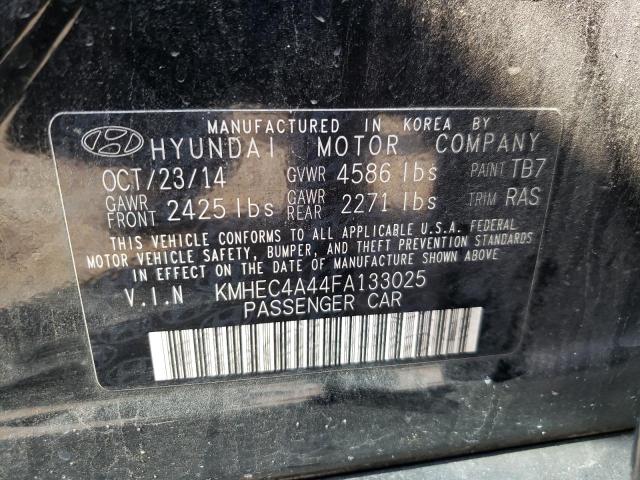 MANUFACTURED IN KOREA BY
HYUNDAI MOTOR COMPANY
OCT/23/14 GVWR 4586 lbs PAINT TB7
GAWR FRONT 2425 lbs GAWR REAR 2271 lbs TRIM RAS
THIS VEHICLE CONFORMS TO ALL APPLICABLE U.S.A. FEDERAL
MOTOR VEHICLE SAFETY, BUMPER, AND THEFT PREVENTION STANDARDS
IN EFFECT ON THE DATE OF MANUFACTURE SHOWN ABOVE.
V.I.N KMHEC4A44FA133025
PASSENGER CAR